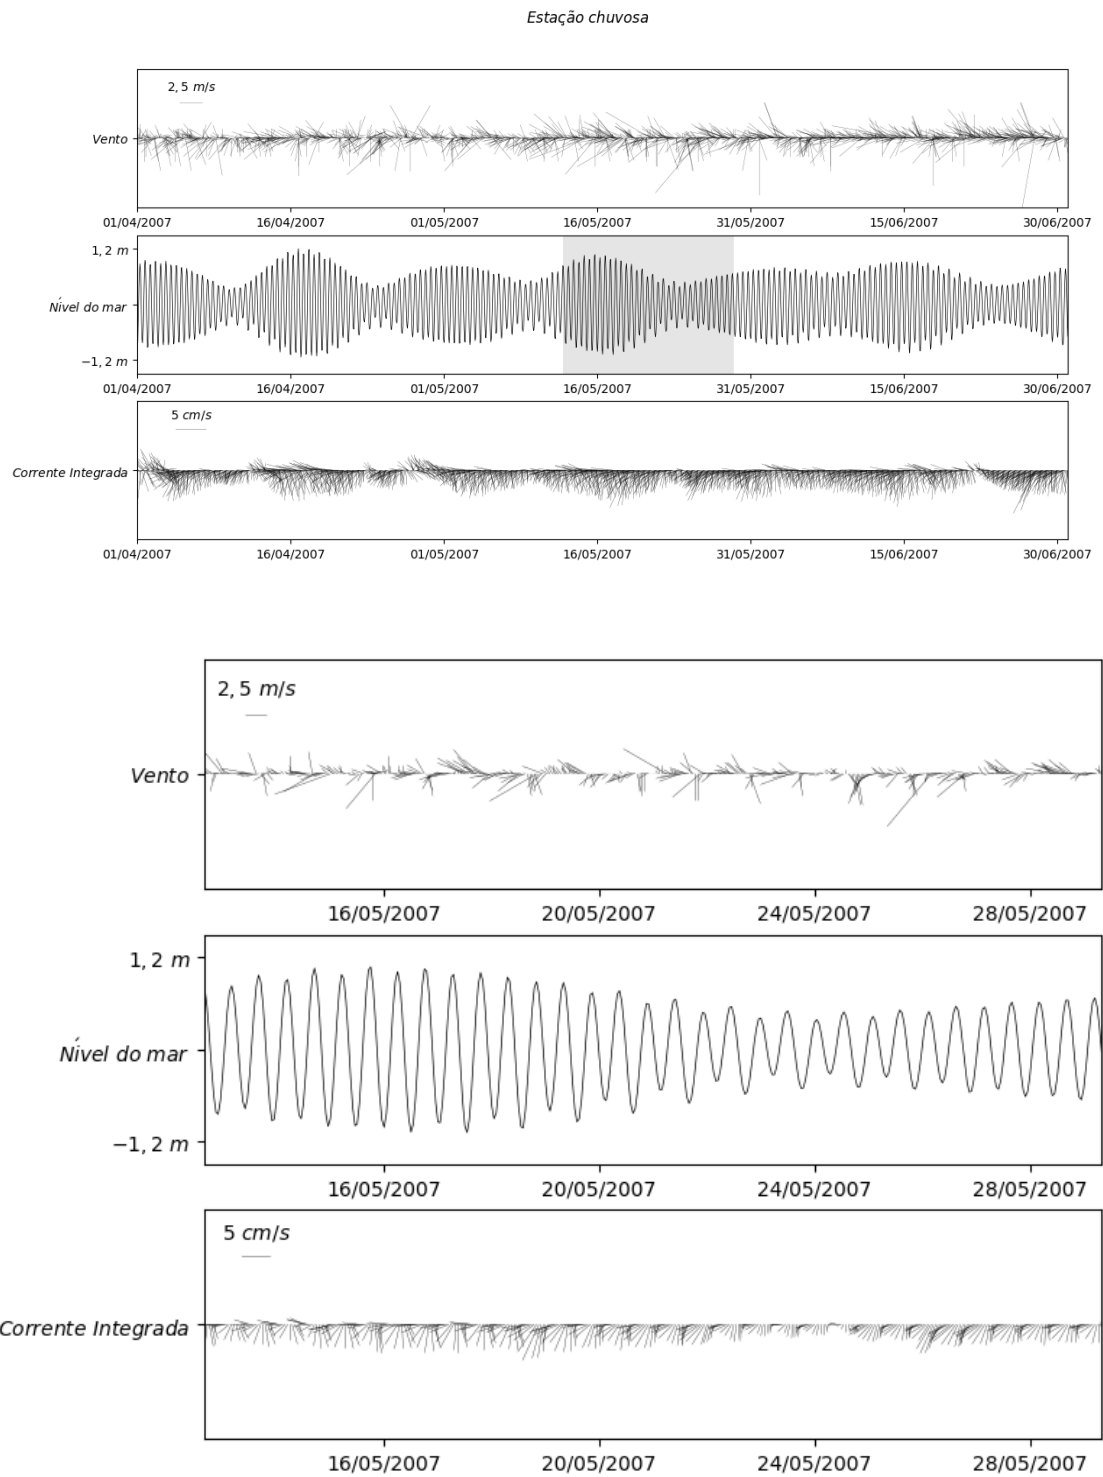 Estação chuvosa
2, 5 m/s
Vento
01/04/2007 16/04/2007 01/05/2007 16/05/2007 31/05/2007 15/06/2007 30/06/2007
1, 2 m
Nível do mar
−1, 2 m
01/04/2007 16/04/2007 01/05/2007 16/05/2007 31/05/2007 15/06/2007 30/06/2007
5 cm/s
Corrente Integrada
01/04/2007 16/04/2007 01/05/2007 16/05/2007 31/05/2007 15/06/2007 30/06/2007
2, 5 m/s
Vento
16/05/2007 20/05/2007 24/05/2007 28/05/2007
1, 2 m
Nível do mar
−1, 2 m
16/05/2007 20/05/2007 24/05/2007 28/05/2007
5 cm/s
Corrente Integrada
16/05/2007 20/05/2007 24/05/2007 28/05/2007